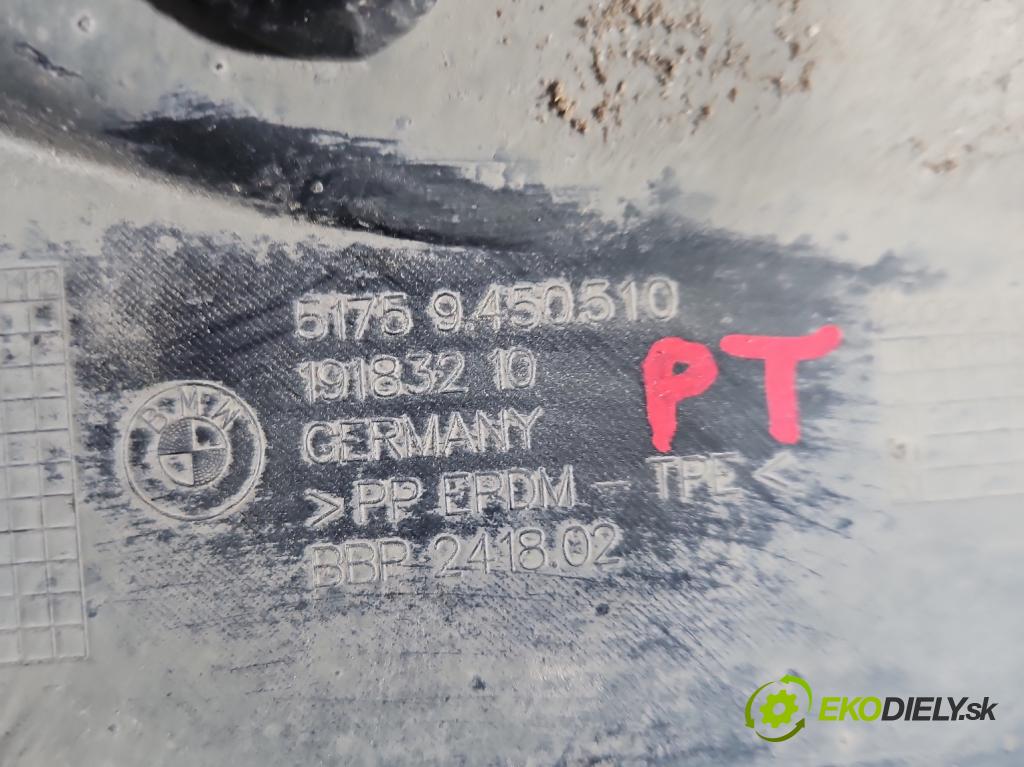 5175 9.450.510
191832 10
PT
BMW
GERMANY
>PP EPDM - TPE<
BBP 2418.02
EKODIELY.sk